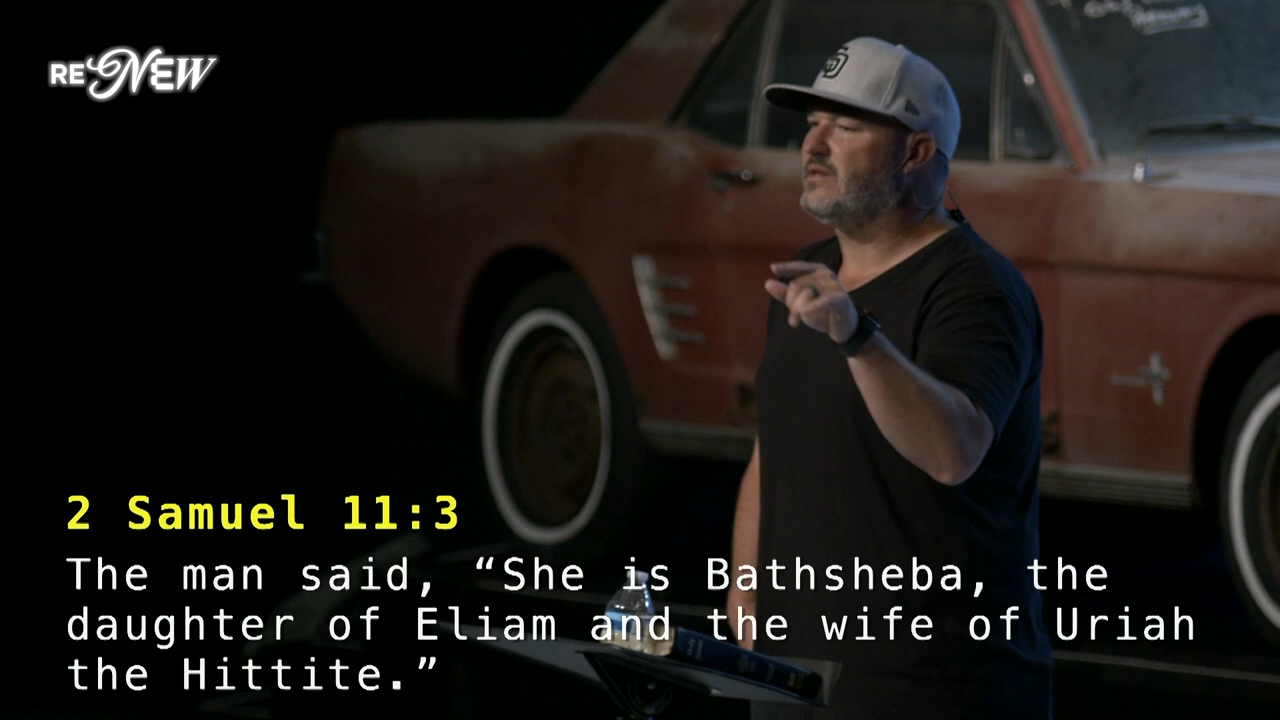 RENEW
SD
2 Samuel 11:3
The man said, “She is Bathsheba, the
daughter of Eliam and the wife of Uriah
the Hittite.”